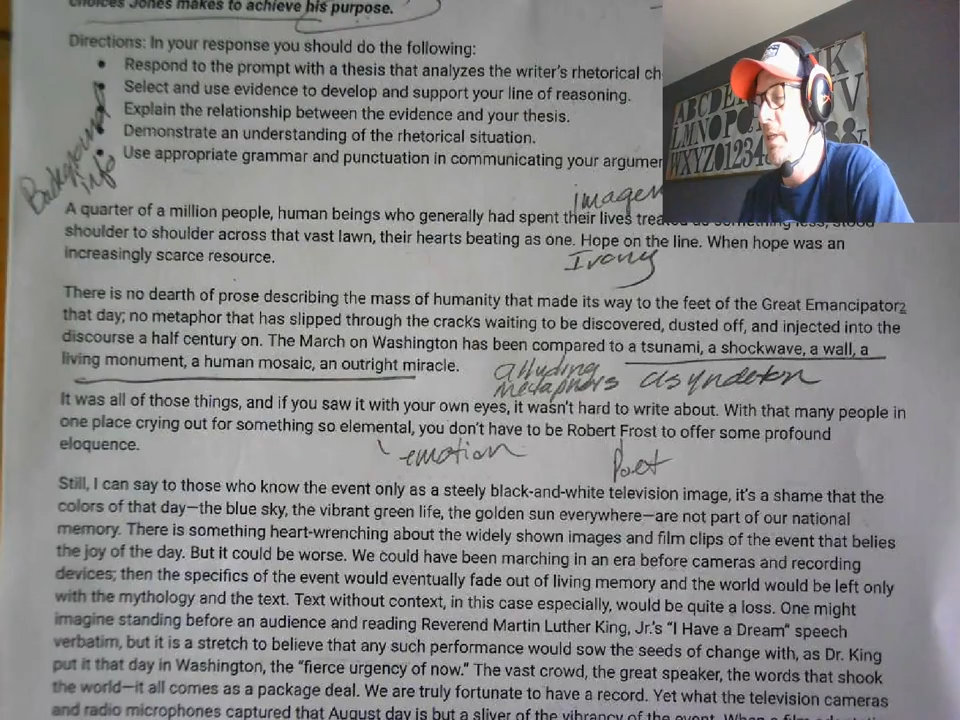 choices Jones makes to achieve his purpose.
Directions: In your response you should do the following:
• Respond to the prompt with a thesis that analyzes the writer's rhetorical ch
• Select and use evidence to develop and support your line of reasoning.
• Explain the relationship between the evidence and your thesis.
• Demonstrate an understanding of the rhetorical situation.
• Use appropriate grammar and punctuation in communicating your argumen
Background
info
imagery
A quarter of a million people, human beings who generally had spent their lives treated as something less, stood
shoulder to shoulder across that vast lawn, their hearts beating as one. Hope on the line. When hope was an
increasingly scarce resource.
Irony
There is no dearth of prose describing the mass of humanity that made its way to the feet of the Great Emancipator2
that day; no metaphor that has slipped through the cracks waiting to be discovered, dusted off, and injected into the
discourse a half century on. The March on Washington has been compared to a tsunami, a shockwave, a wall, a
living monument, a human mosaic, an outright miracle.
alluding
metaphors asyndeton
It was all of those things, and if you saw it with your own eyes, it wasn't hard to write about. With that many people in
one place crying out for something so elemental, you don't have to be Robert Frost to offer some profound
eloquence.
emotion
Poet
Still, I can say to those who know the event only as a steely black-and-white television image, it's a shame that the
colors of that day—the blue sky, the vibrant green life, the golden sun everywhere—are not part of our national
memory. There is something heart-wrenching about the widely shown images and film clips of the event that belies
the joy of the day. But it could be worse. We could have been marching in an era before cameras and recording
devices; then the specifics of the event would eventually fade out of living memory and the world would be left only
with the mythology and the text. Text without context, in this case especially, would be quite a loss. One might
imagine standing before an audience and reading Reverend Martin Luther King, Jr.'s "I Have a Dream" speech
verbatim, but it is a stretch to believe that any such performance would sow the seeds of change with, as Dr. King
put it that day in Washington, the "fierce urgency of now." The vast crowd, the great speaker, the words that shook
the world—it all comes as a package deal. We are truly fortunate to have a record. Yet what the television cameras
and radio microphones captured that August day is but a sliver of the vibrancy of the event. When a
ABCDE
K
LMNOPQ
V
WXYZ01234
&